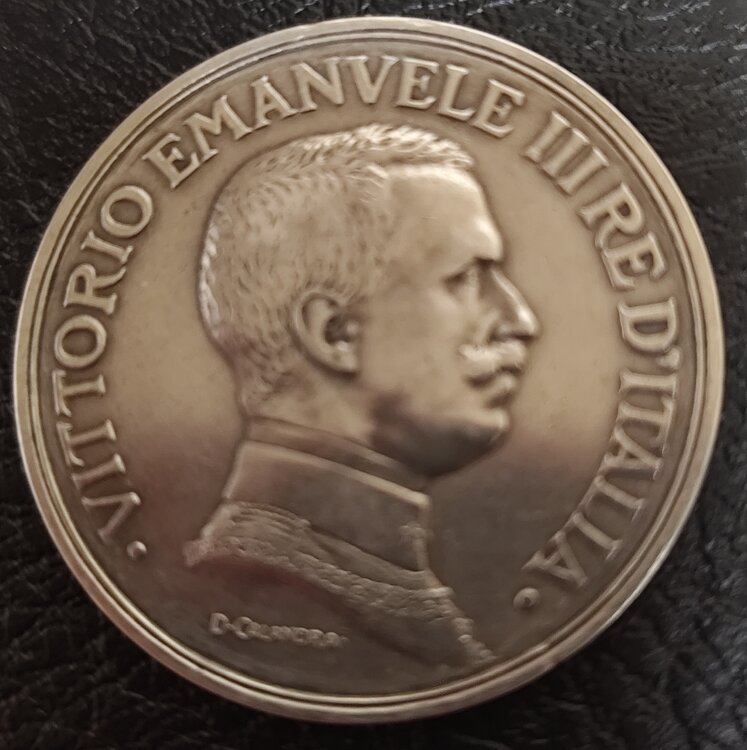 · VITTORIO EMANVELE III RE D'ITALIA ·
D·CALANDRA